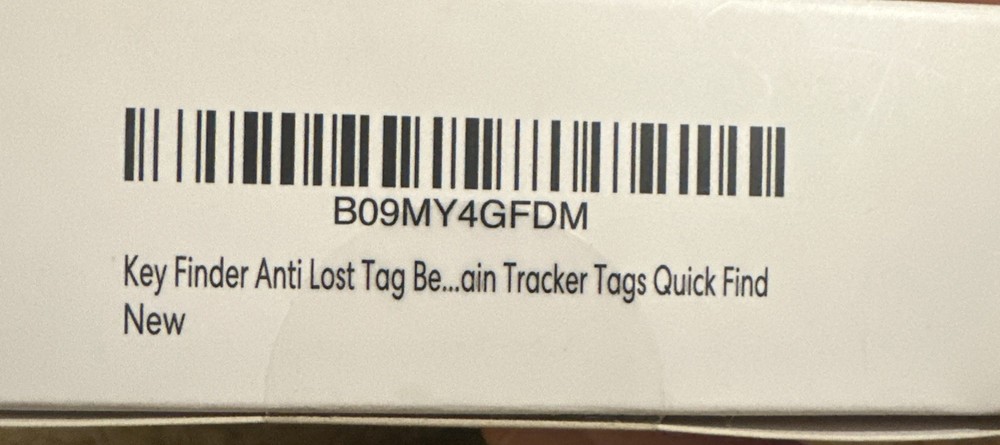 B09MY4GFDM
Key Finder Anti Lost Tag Be...ain Tracker Tags Quick Find
New